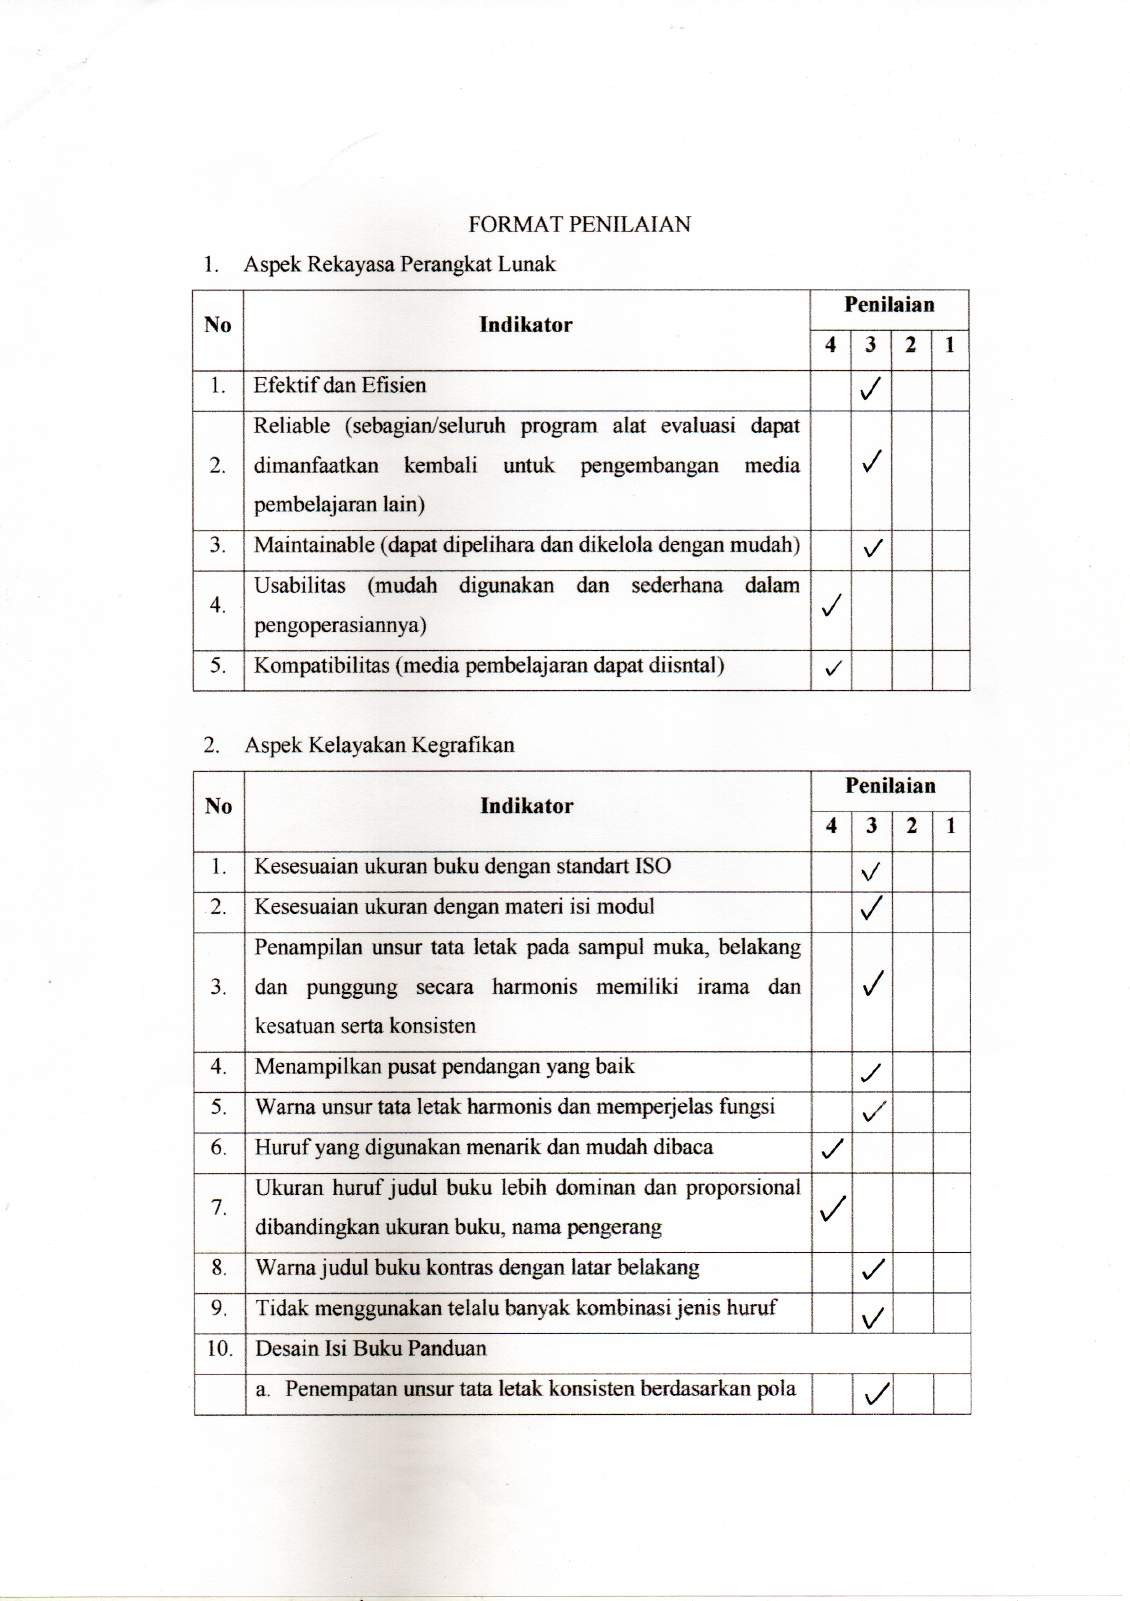 FORMAT PENILAIAN
1. Aspek Rekayasa Perangkat Lunak
No Indikator Penilaian
4 3 2 1
1. Efektif dan Efisien ✓
Reliable (sebagian/seluruh program alat evaluasi dapat
2. dimanfaatkan kembali untuk pengembangan media ✓
pembelajaran lain)
3. Maintainable (dapat dipelihara dan dikelola dengan mudah) ✓
4. Usabilitas (mudah digunakan dan sederhana dalam ✓
pengoperasiannya)
5. Kompatibilitas (media pembelajaran dapat diisntal) ✓
2. Aspek Kelayakan Kegrafikan
No Indikator Penilaian
4 3 2 1
1. Kesesuaian ukuran buku dengan standart ISO ✓
2. Kesesuaian ukuran dengan materi isi modul ✓
Penampilan unsur tata letak pada sampul muka, belakang
3. dan punggung secara harmonis memiliki irama dan ✓
kesatuan serta konsisten
4. Menampilkan pusat pendangan yang baik ✓
5. Warna unsur tata letak harmonis dan memperjelas fungsi ✓
6. Huruf yang digunakan menarik dan mudah dibaca ✓
7. Ukuran huruf judul buku lebih dominan dan proporsional ✓
dibandingkan ukuran buku, nama pengerang
8. Warna judul buku kontras dengan latar belakang ✓
9. Tidak menggunakan telalu banyak kombinasi jenis huruf ✓
10. Desain Isi Buku Panduan
a. Penempatan unsur tata letak konsisten berdasarkan pola ✓